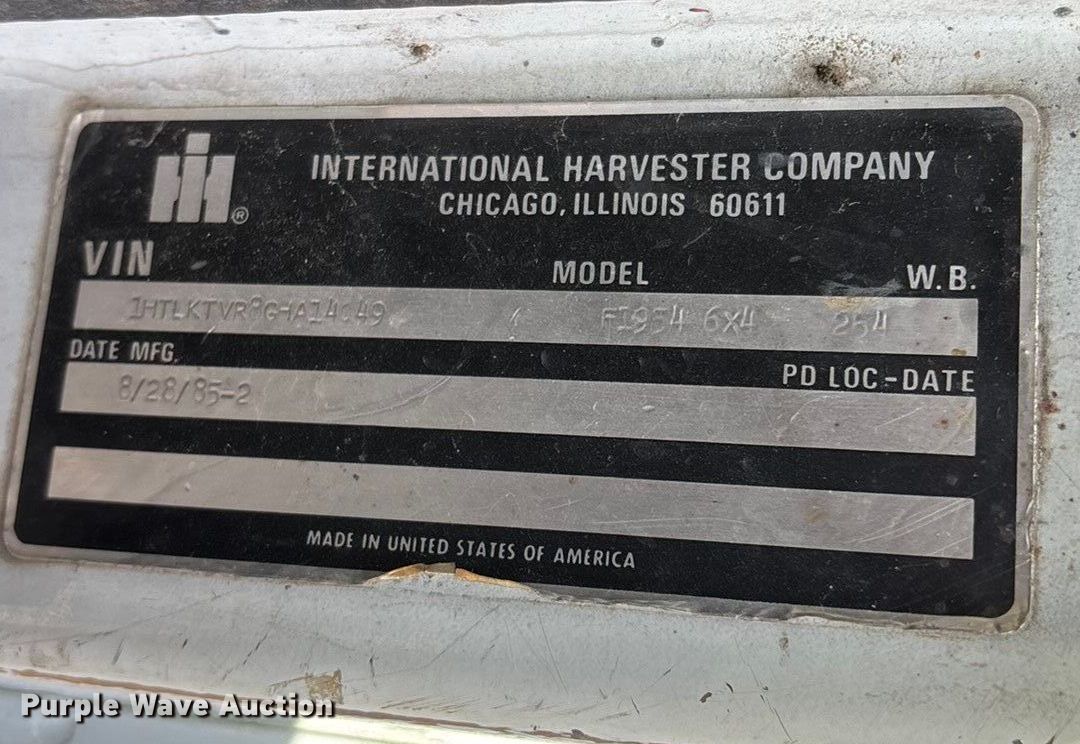 INTERNATIONAL HARVESTER COMPANY
CHICAGO, ILLINOIS 60611
VIN MODEL W.B.
1HTLKTVR8GHA14049 F1954 6X4 254
DATE MFG. PD LOC-DATE
8/28/85-2
MADE IN UNITED STATES OF AMERICA
Purple Wave Auction